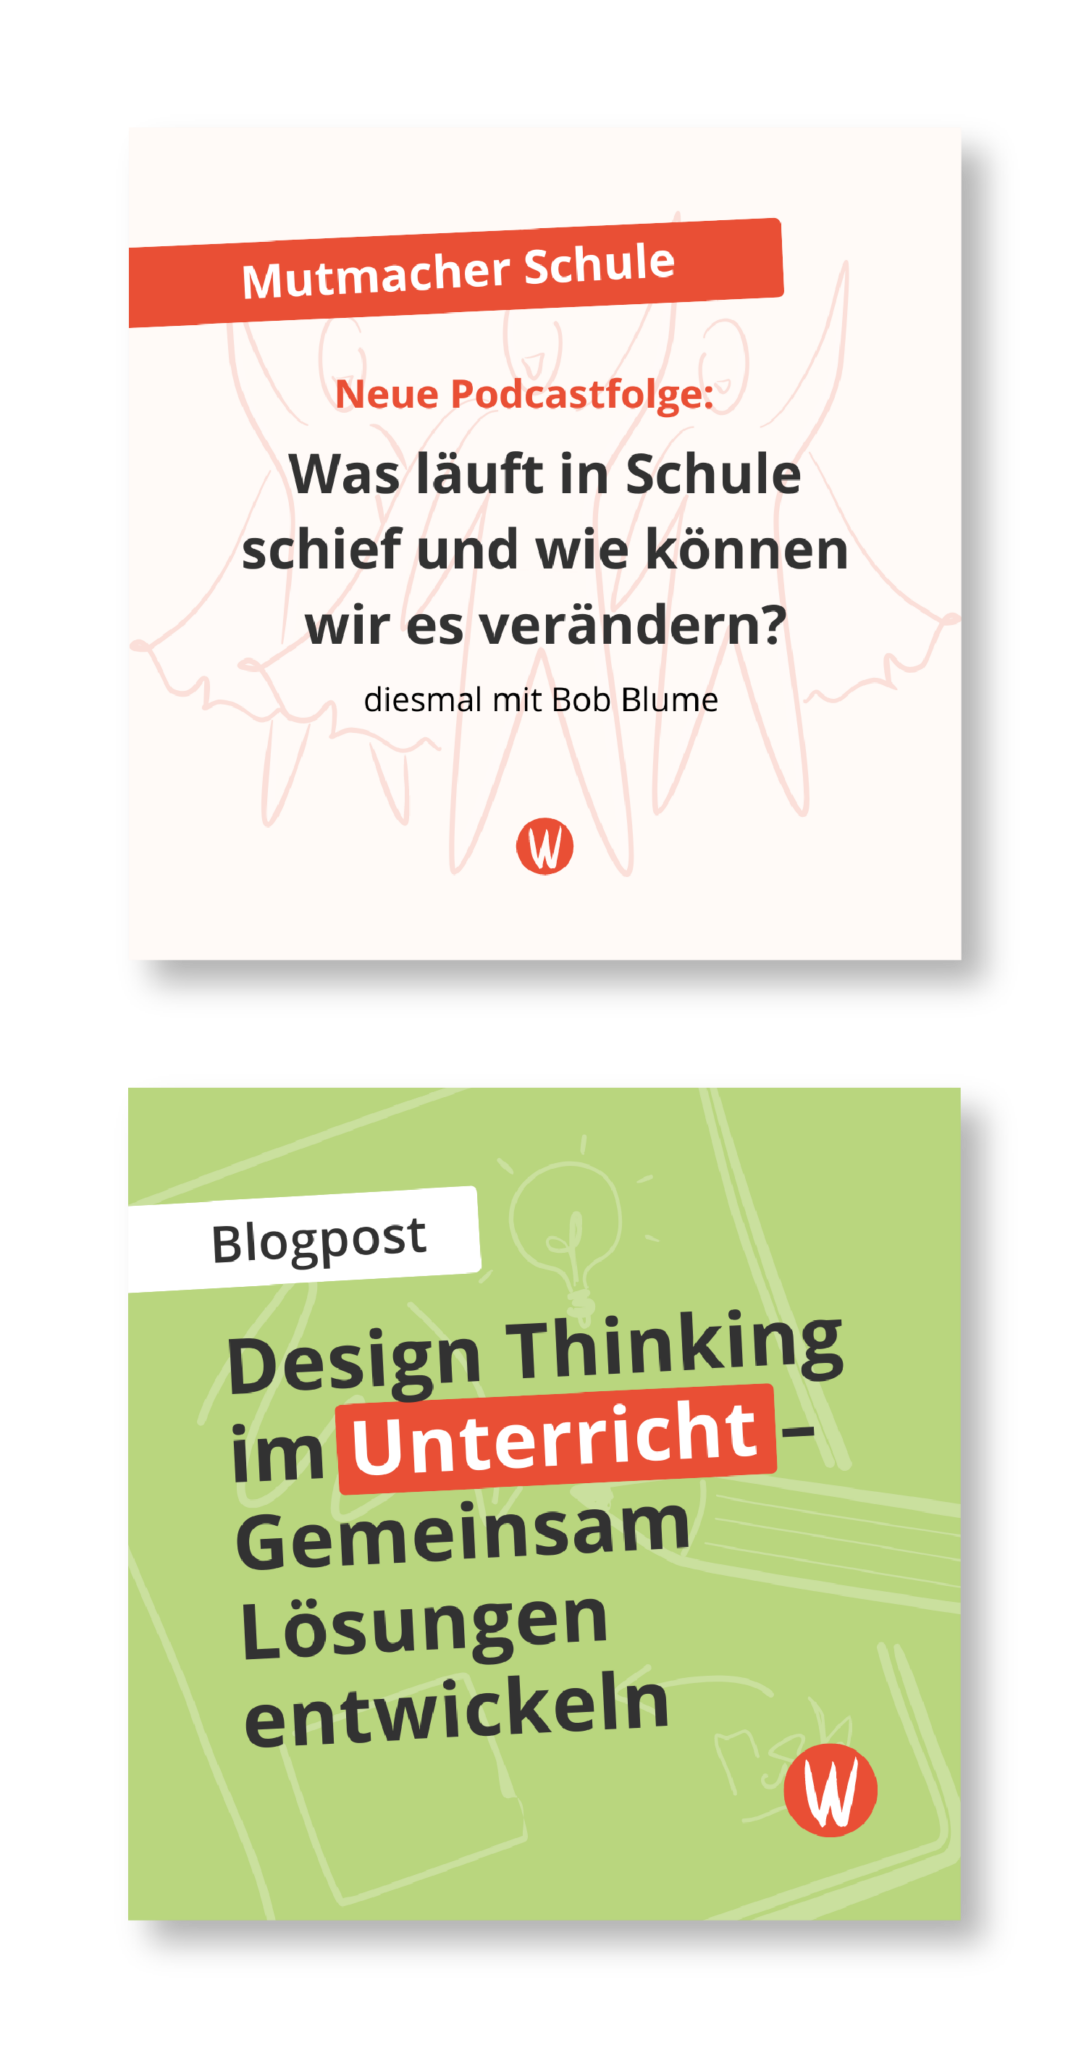 Mutmacher Schule
Neue Podcastfolge:
Was läuft in Schule
schief und wie können
wir es verändern?
diesmal mit Bob Blume
W
Blogpost
Design Thinking
im Unterricht –
Gemeinsam
Lösungen
entwickeln
W